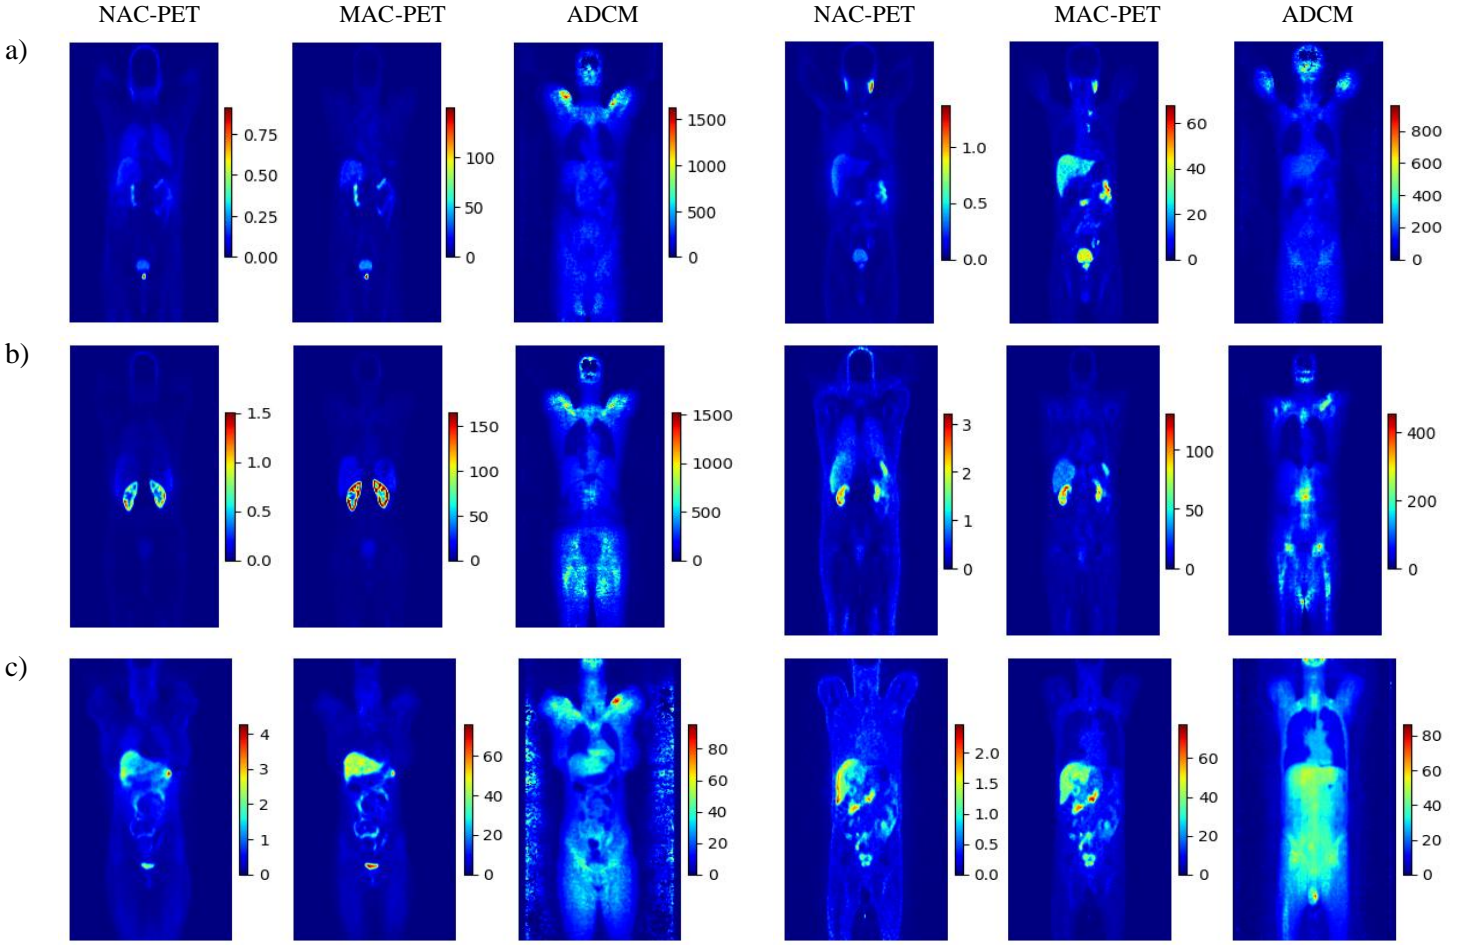 NAC-PET MAC-PET ADCM NAC-PET MAC-PET ADCM
a)
0.75 0.50 0.25 0.00
100 50 0
1500 1000 500 0
1.0 0.5 0.0
60 40 20 0
800 600 400 200 0
b)
1.5 1.0 0.5 0.0
150 100 50 0
1500 1000 500 0
3 2 1 0
100 50 0
400 200 0
c)
4 3 2 1 0
60 40 20 0
80 60 40 20 0
2.0 1.5 1.0 0.5 0.0
60 40 20 0
80 60 40 20 0